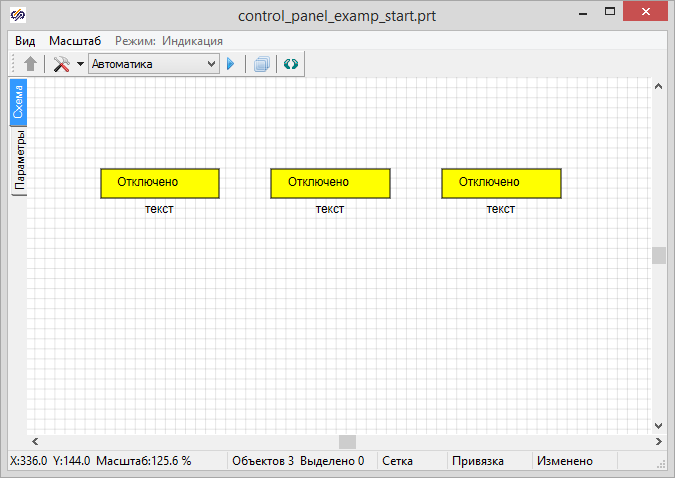 control_panel_examp_start.prt
Вид Масштаб Режим: Индикация
Автоматика
Схема
Параметры
Отключено Отключено Отключено
текст текст текст
X:336.0 Y:144.0 Масштаб:125.6 % Объектов 3 Выделено 0 Сетка Привязка Изменено